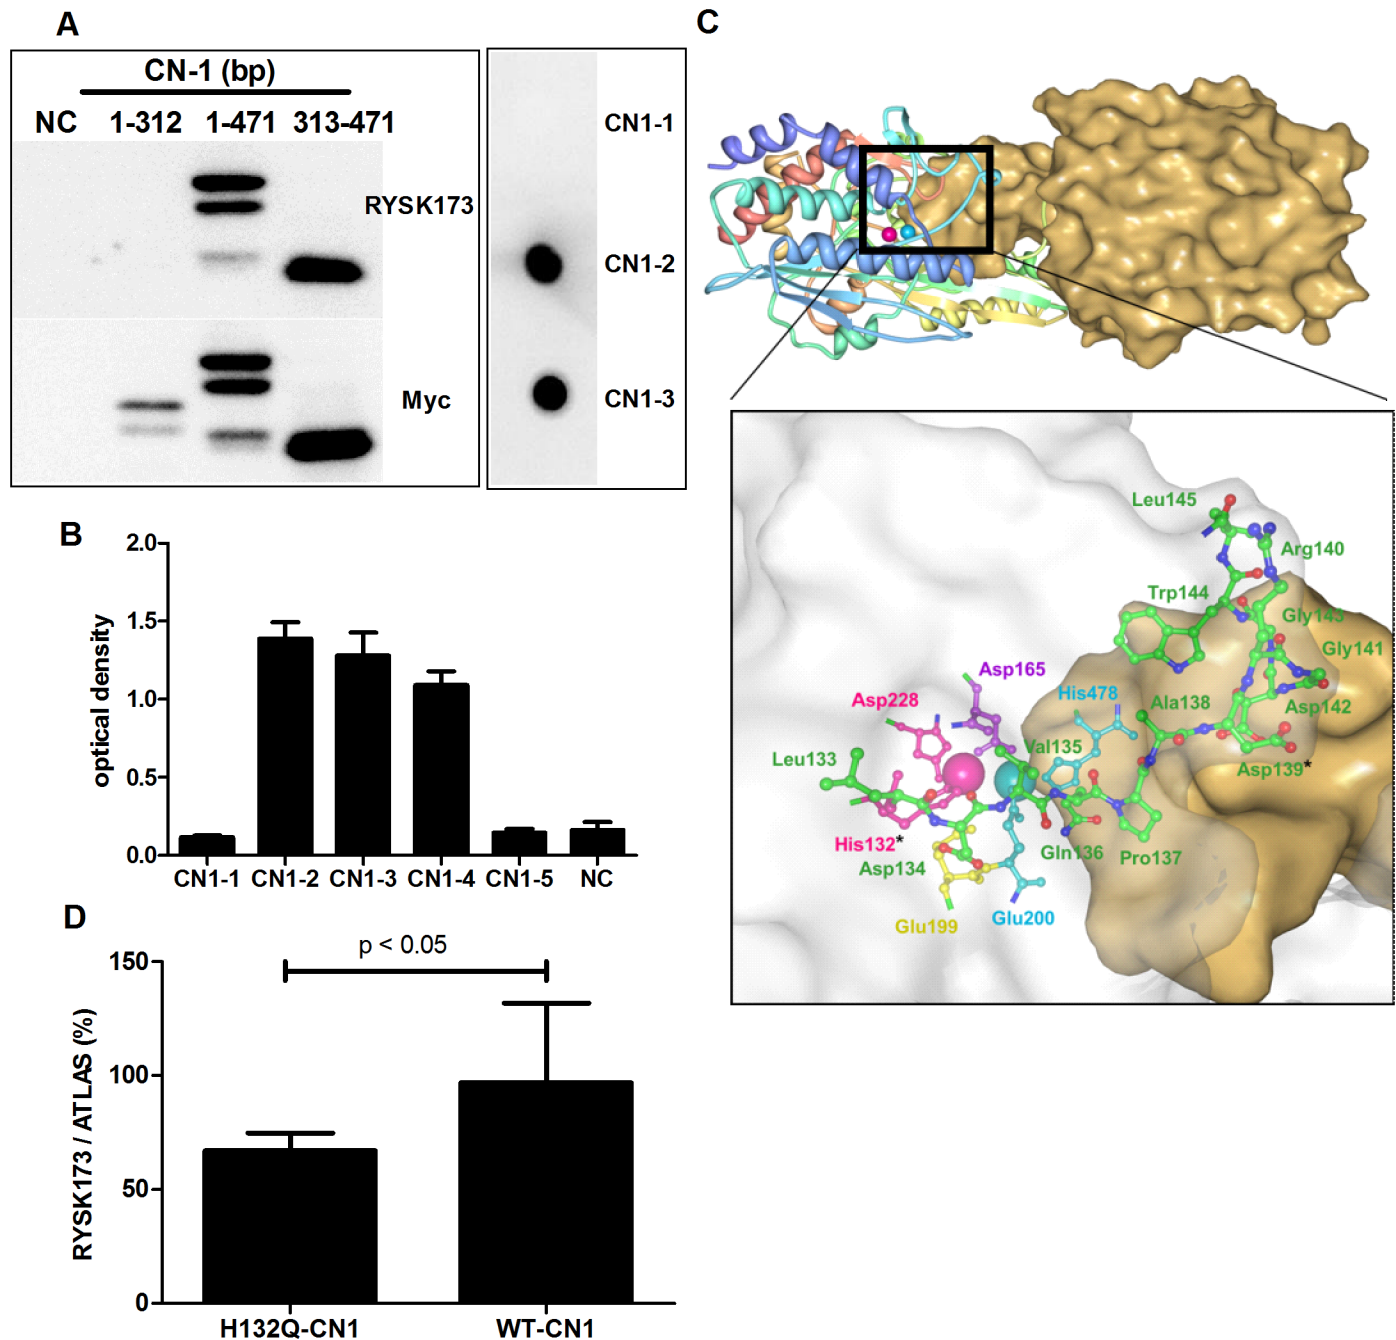 A
CN-1 (bp)
NC 1-312 1-471 313-471
RYSK173
Myc
CN1-1
CN1-2
CN1-3
B
optical density
2.0
1.5
1.0
0.5
0.0
CN1-1 CN1-2 CN1-3 CN1-4 CN1-5 NC
C
Leu145
Arg140
Trp144
Gly143
Gly141
Asp165
His478
Ala138
Asp228
Asp142
Val135
Leu133
Asp139*
His132*
Gln136
Pro137
Asp134
Glu199
Glu200
D
p < 0.05
RYSK173 / ATLAS (%)
150
100
50
0
H132Q-CN1 WT-CN1